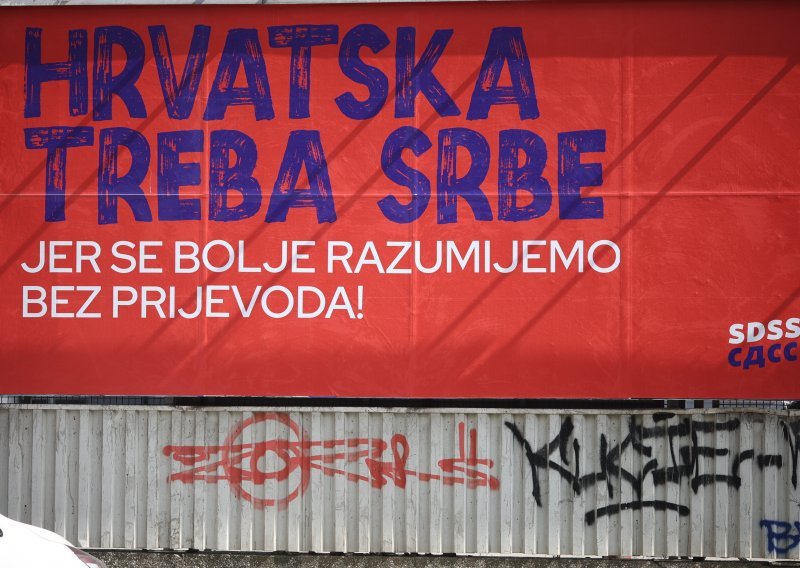 HRVATSKA
TREBA SRBE
JER SE BOLJE RAZUMIJEMO
BEZ PRIJEVODA!
SDSS
СДСС